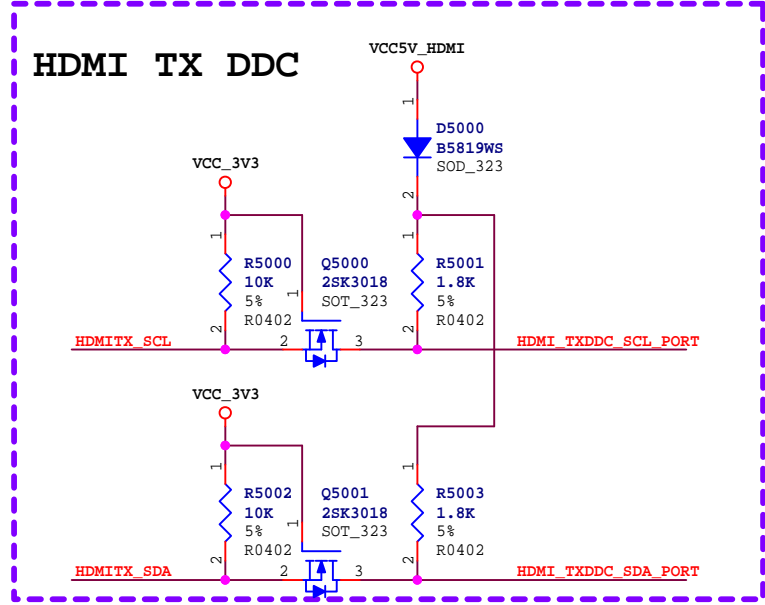 HDMI TX DDC
VCC5V_HDMI
1
D5000
B5819WS
SOD_323
2
VCC_3V3
1
R5000
10K
5%
R0402
2
Q5000
2SK3018
SOT_323
1
1
R5001
1.8K
5%
R0402
2
HDMITX_SCL
2
3
HDMI_TXDDC_SCL_PORT
VCC_3V3
1
R5002
10K
5%
R0402
2
Q5001
2SK3018
SOT_323
1
1
R5003
1.8K
5%
R0402
2
HDMITX_SDA
2
3
HDMI_TXDDC_SDA_PORT